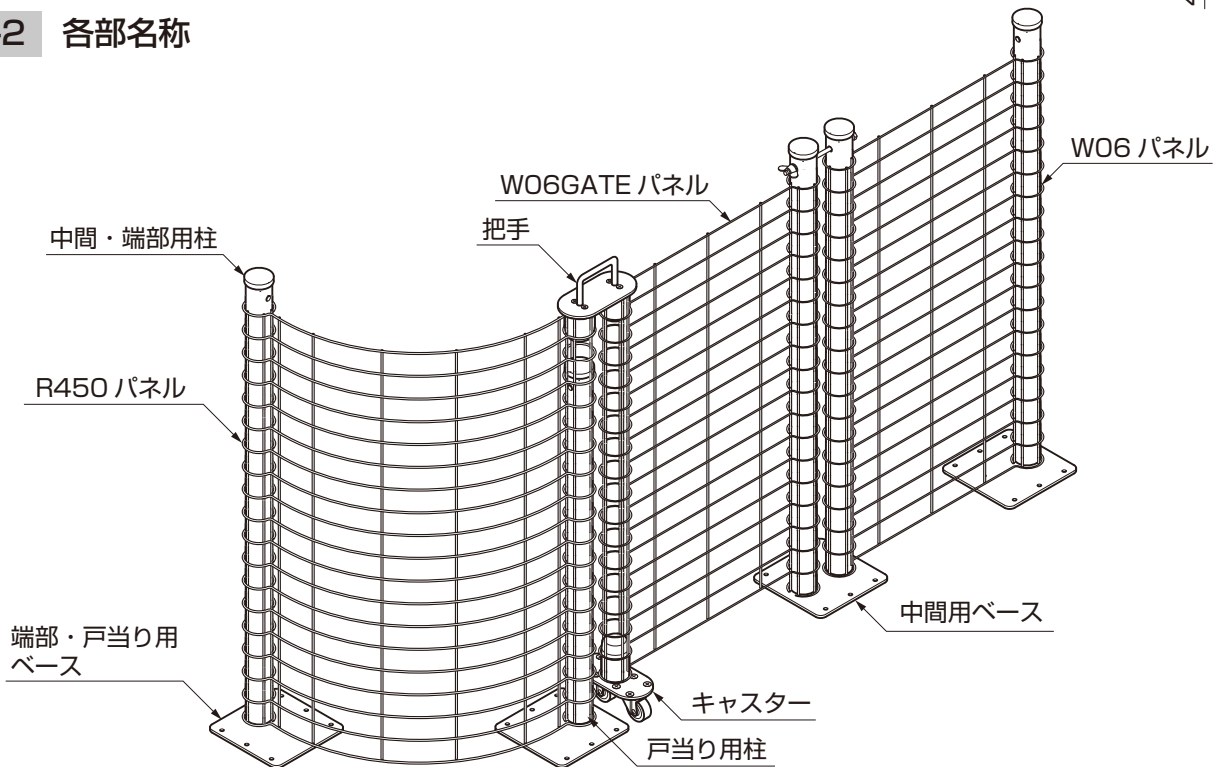 2 各部名称
W06 パネル
W06GATE パネル
把手
中間・端部用柱
R450 パネル
中間用ベース
端部・戸当り用
ベース
キャスター
戸当り用柱